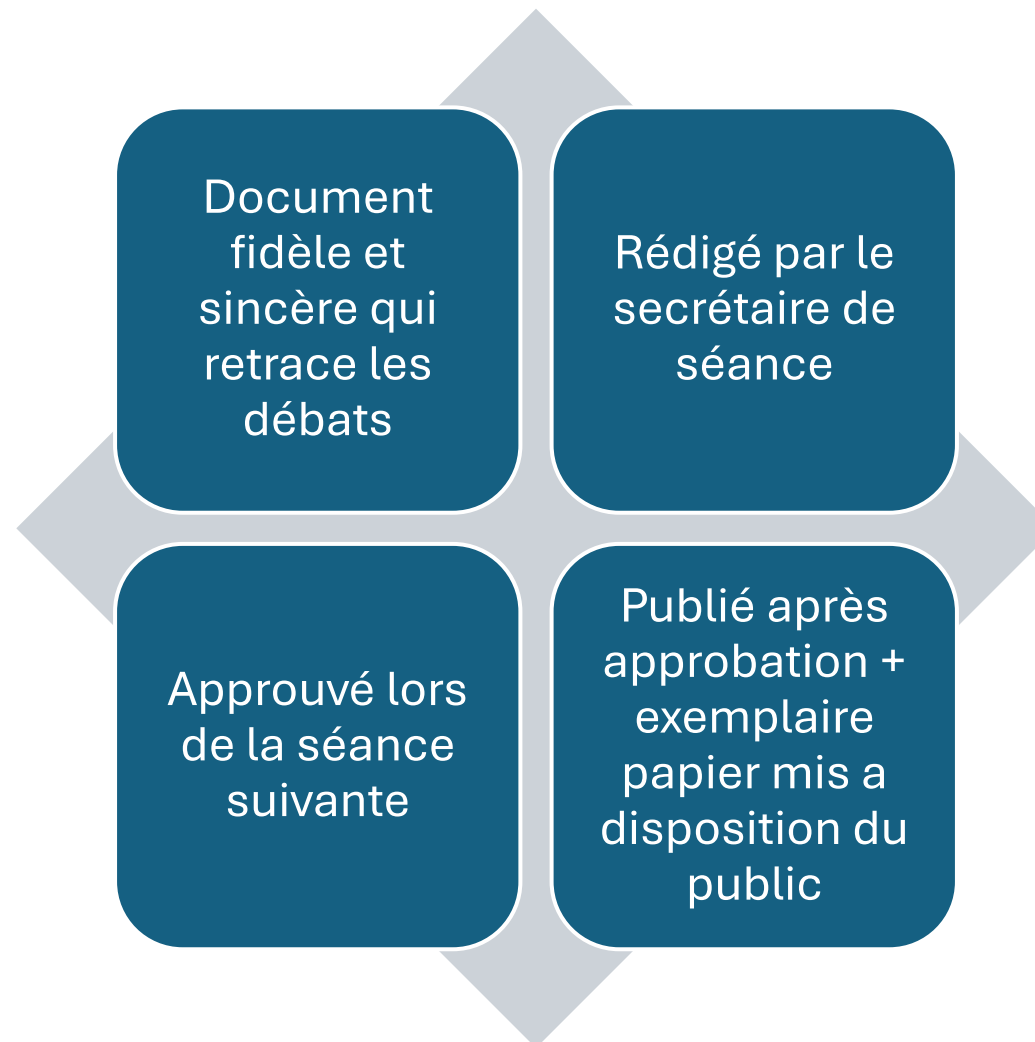 Document
fidèle et
sincère qui
retrace les
débats
Rédigé par le
secrétaire de
séance
Approuvé lors
de la séance
suivante
Publié après
approbation +
exemplaire
papier mis a
disposition du
public